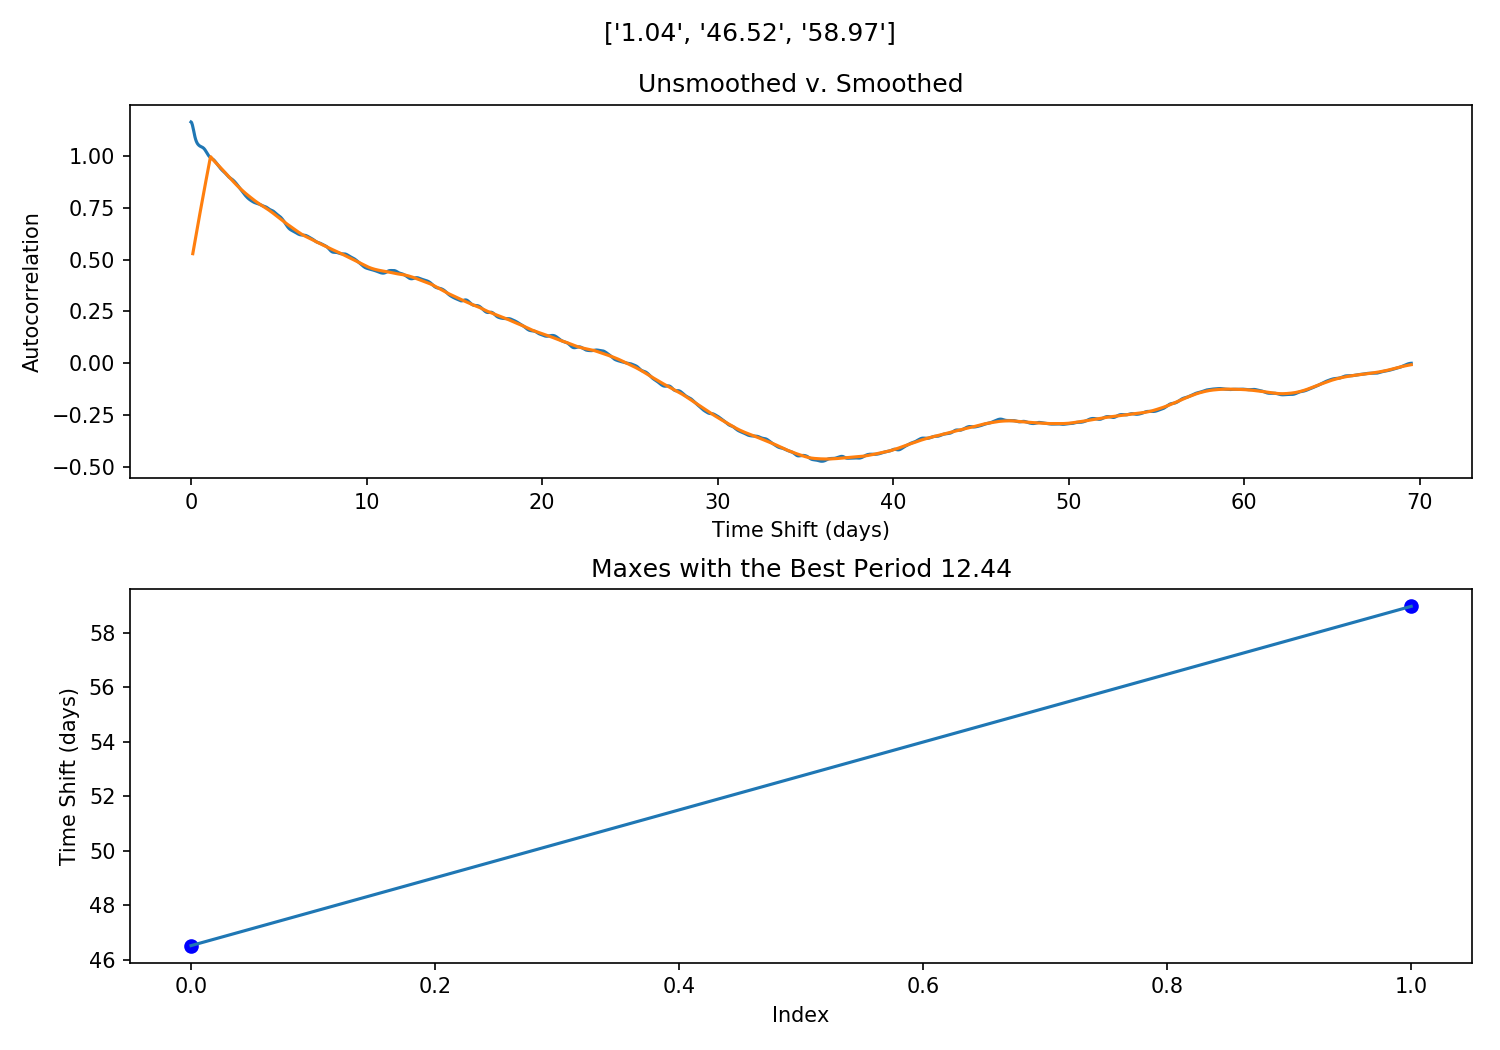 ['1.04', '46.52', '58.97']
Unsmoothed v. Smoothed
Autocorrelation
1.00
0.75
0.50
0.25
0.00
−0.25
−0.50
0 10 20 30 40 50 60 70
Time Shift (days)
Maxes with the Best Period 12.44
Time Shift (days)
58
56
54
52
50
48
46
0.0 0.2 0.4 0.6 0.8 1.0
Index